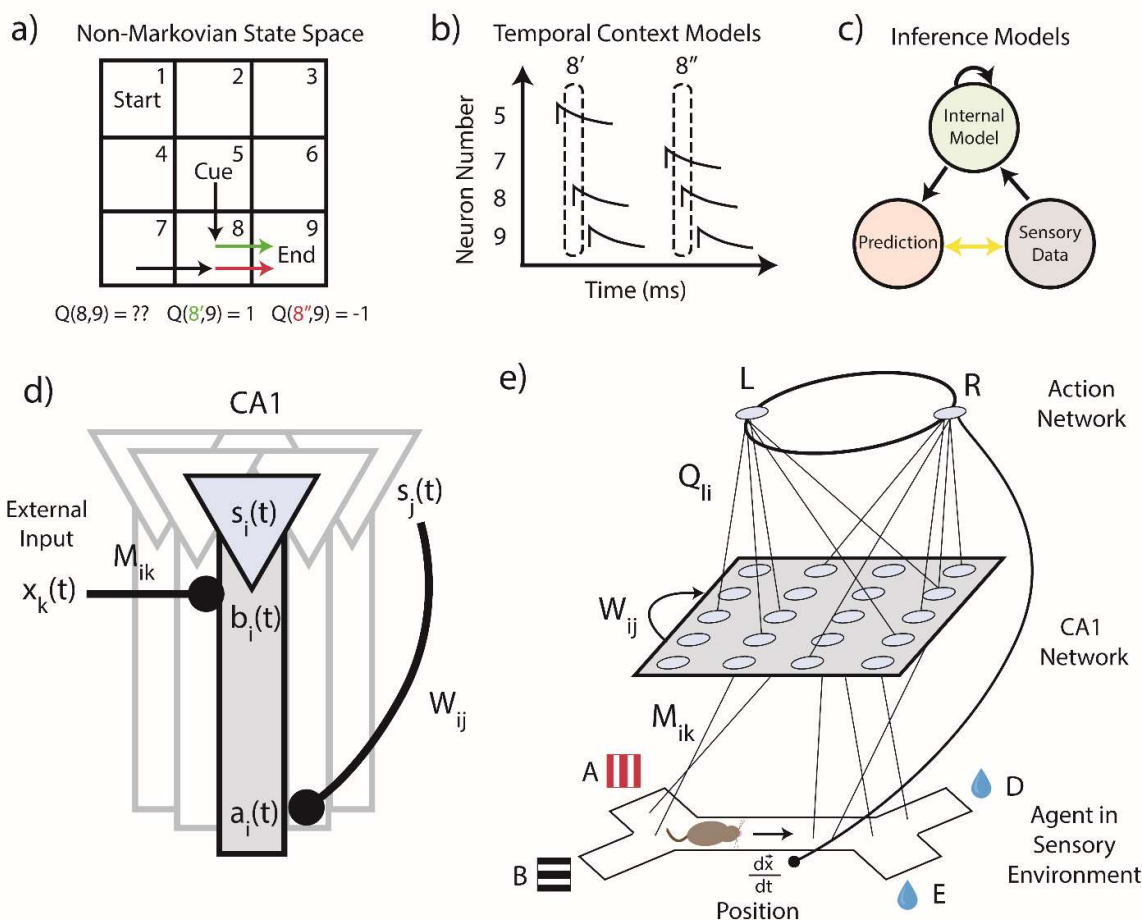 a)
Non-Markovian State Space
1 2 3
Start
4 5 6
Cue
7 8 9
End
Q(8,9) = ?? Q(8',9) = 1 Q(8'',9) = -1
b)
Temporal Context Models
8' 8''
5
7
8
9
Neuron Number
Time (ms)
c)
Inference Models
Internal
Model
Prediction
Sensory
Data
d)
CA1
External
Input
x_k(t)
M_ik
s_i(t)
b_i(t)
a_i(t)
s_j(t)
W_ij
e)
L R
Action
Network
Q_li
W_ij
CA1
Network
M_ik
A
D
B
E
Agent in
Sensory
Environment
dx⃗
dt
Position